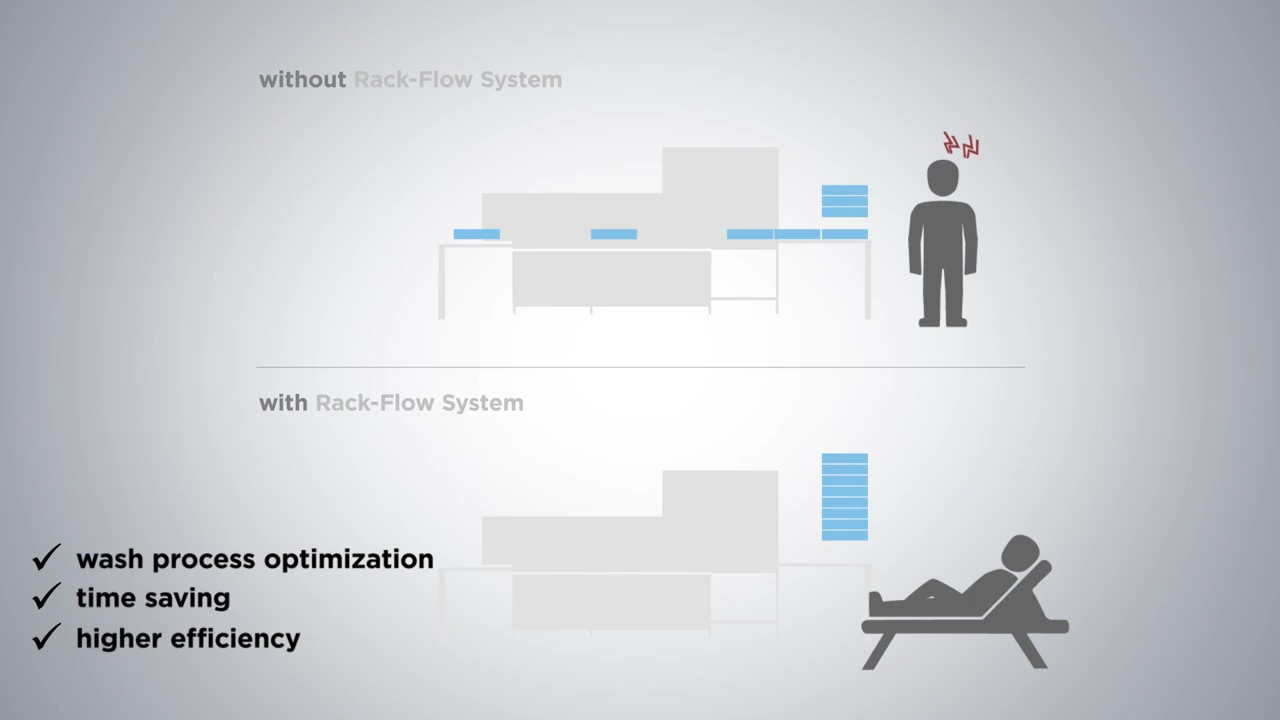 without Rack-Flow System
with Rack-Flow System
✓ wash process optimization
✓ time saving
✓ higher efficiency